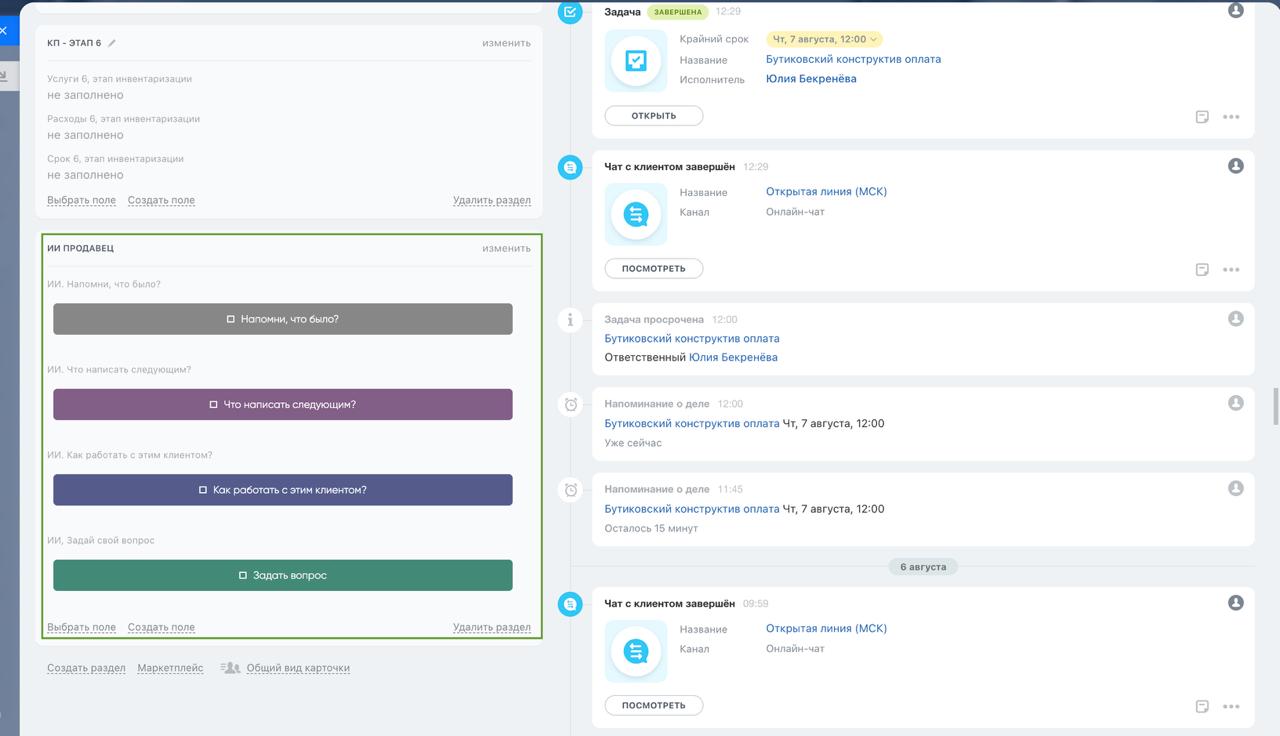 КП - ЭТАП 6
изменить
Услуги 6, этап инвентаризации
не заполнено
Расходы 6, этап инвентаризации
не заполнено
Срок 6, этап инвентаризации
не заполнено
Выбрать поле Создать поле Удалить раздел
ИИ ПРОДАВЕЦ
изменить
ИИ. Напомни, что было?
Напомни, что было?
ИИ. Что написать следующим?
Что написать следующим?
ИИ. Как работать с этим клиентом?
Как работать с этим клиентом?
ИИ, Задай свой вопрос
Задать вопрос
Выбрать поле Создать поле Удалить раздел
Создать раздел Маркетплейс Общий вид карточки
Задача ЗАВЕРШЕНА 12:29
Крайний срок Чт, 7 августа, 12:00
Название Бутиковский конструктив оплата
Исполнитель Юлия Бекренёва
ОТКРЫТЬ
Чат с клиентом завершён 12:29
Название Открытая линия (МСК)
Канал Онлайн-чат
ПОСМОТРЕТЬ
Задача просрочена 12:00
Бутиковский конструктив оплата
Ответственный Юлия Бекренёва
Напоминание о деле 12:00
Бутиковский конструктив оплата Чт, 7 августа, 12:00
Уже сейчас
Напоминание о деле 11:45
Бутиковский конструктив оплата Чт, 7 августа, 12:00
Осталось 15 минут
6 августа
Чат с клиентом завершён 09:59
Название Открытая линия (МСК)
Канал Онлайн-чат
ПОСМОТРЕТЬ